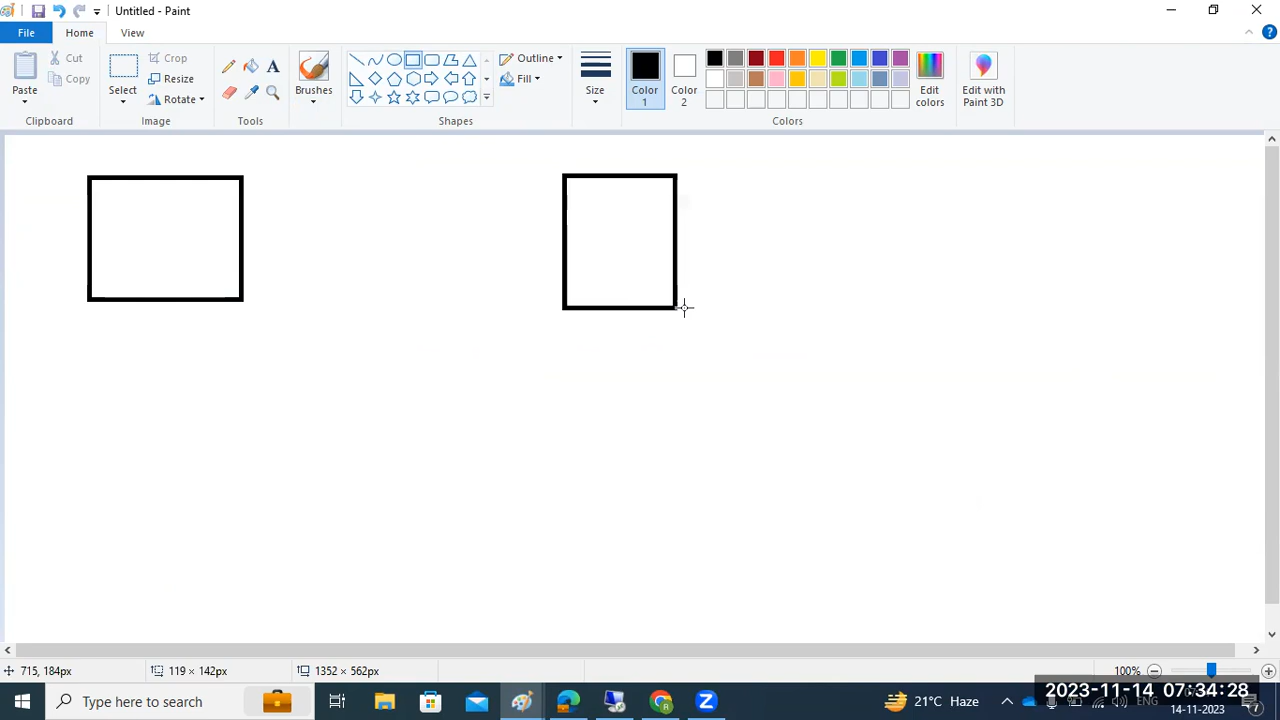 Untitled - Paint
File
Home
View
Paste
Cut
Copy
Clipboard
Select
Crop
Resize
Rotate
Image
A
Tools
Brushes
Outline
Fill
Shapes
Size
Color 1
Color 2
Edit colors
Colors
Edit with Paint 3D
715, 184px
119 × 142px
1352 × 562px
100%
Type here to search
21°C Haze
ENG
2023-11-14 07:34:28
14-11-2023